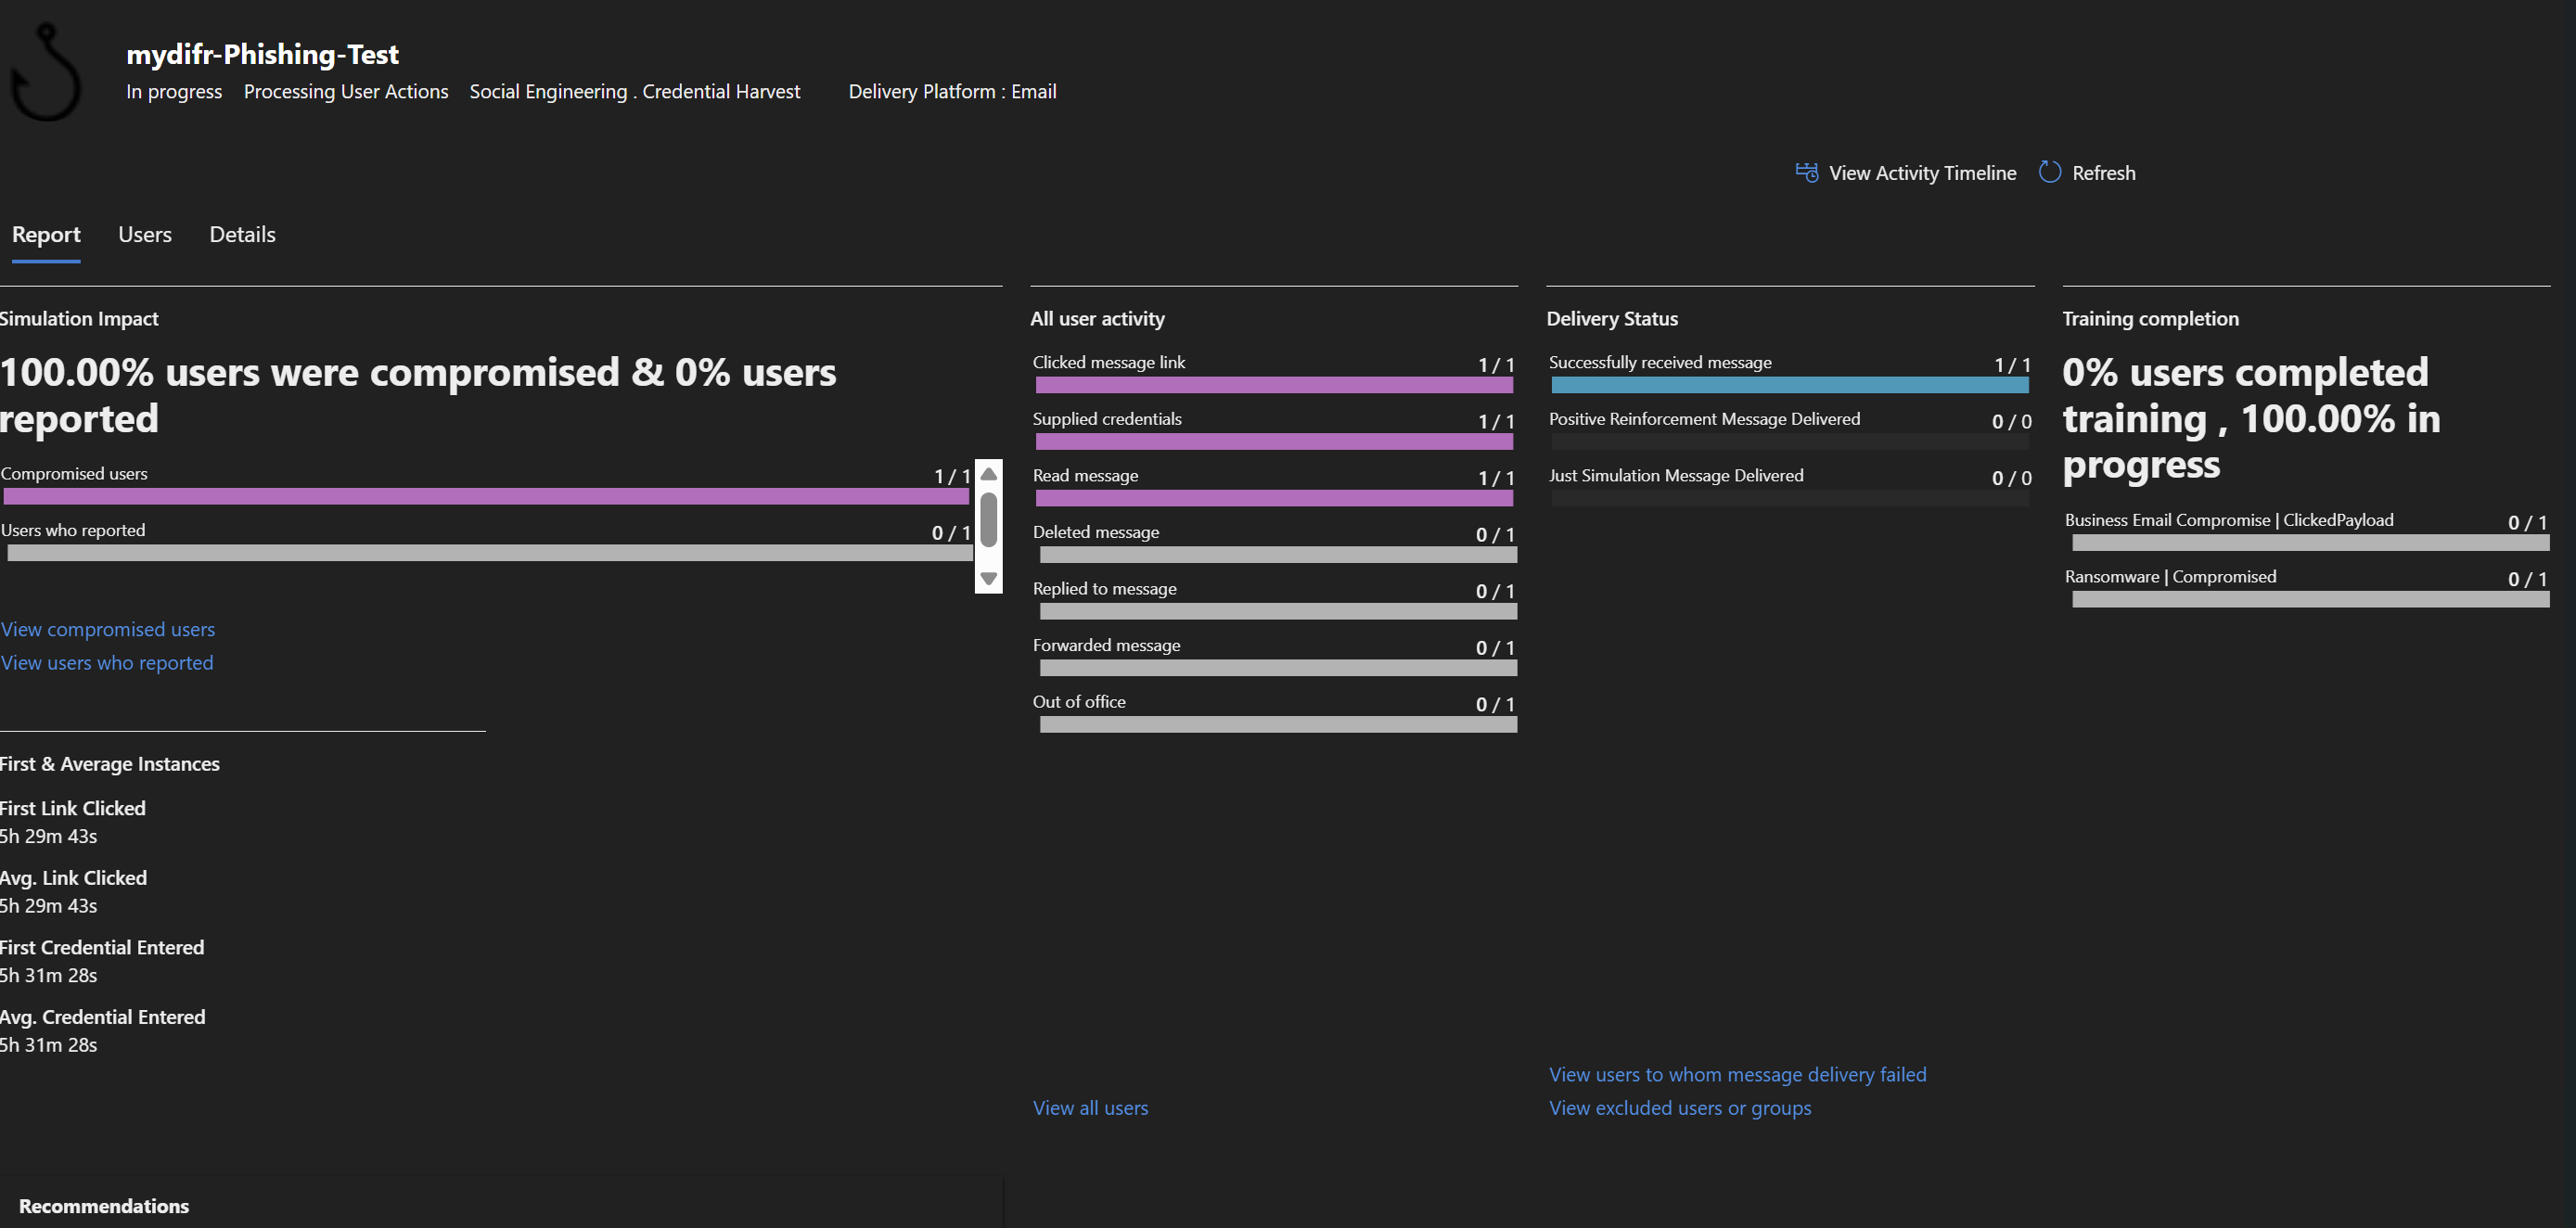 mydifr-Phishing-Test
In progress Processing User Actions Social Engineering . Credential Harvest Delivery Platform : Email
View Activity Timeline Refresh
Report Users Details
Simulation Impact
100.00% users were compromised & 0% users
reported
Compromised users 1 / 1
Users who reported 0 / 1
View compromised users
View users who reported
First & Average Instances
First Link Clicked
5h 29m 43s
Avg. Link Clicked
5h 29m 43s
First Credential Entered
5h 31m 28s
Avg. Credential Entered
5h 31m 28s
All user activity
Clicked message link 1 / 1
Supplied credentials 1 / 1
Read message 1 / 1
Deleted message 0 / 1
Replied to message 0 / 1
Forwarded message 0 / 1
Out of office 0 / 1
View all users
Delivery Status
Successfully received message 1 / 1
Positive Reinforcement Message Delivered 0 / 0
Just Simulation Message Delivered 0 / 0
View users to whom message delivery failed
View excluded users or groups
Training completion
0% users completed
training , 100.00% in
progress
Business Email Compromise | ClickedPayload 0 / 1
Ransomware | Compromised 0 / 1
Recommendations